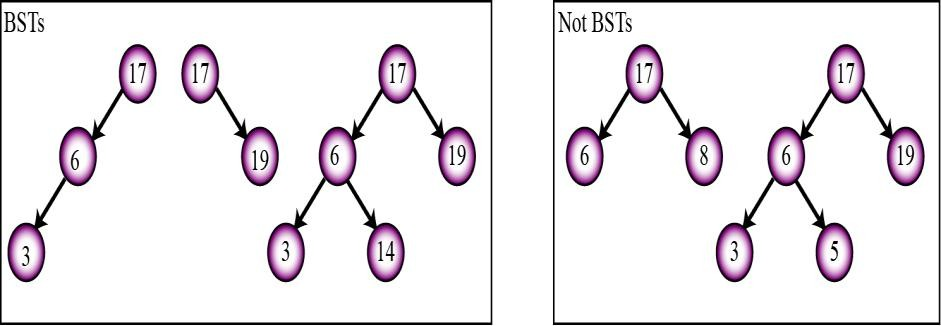 BSTs
17 17 17
6 19 6 19
3 3 14
Not BSTs
17 17
6 8 6 19
3 5